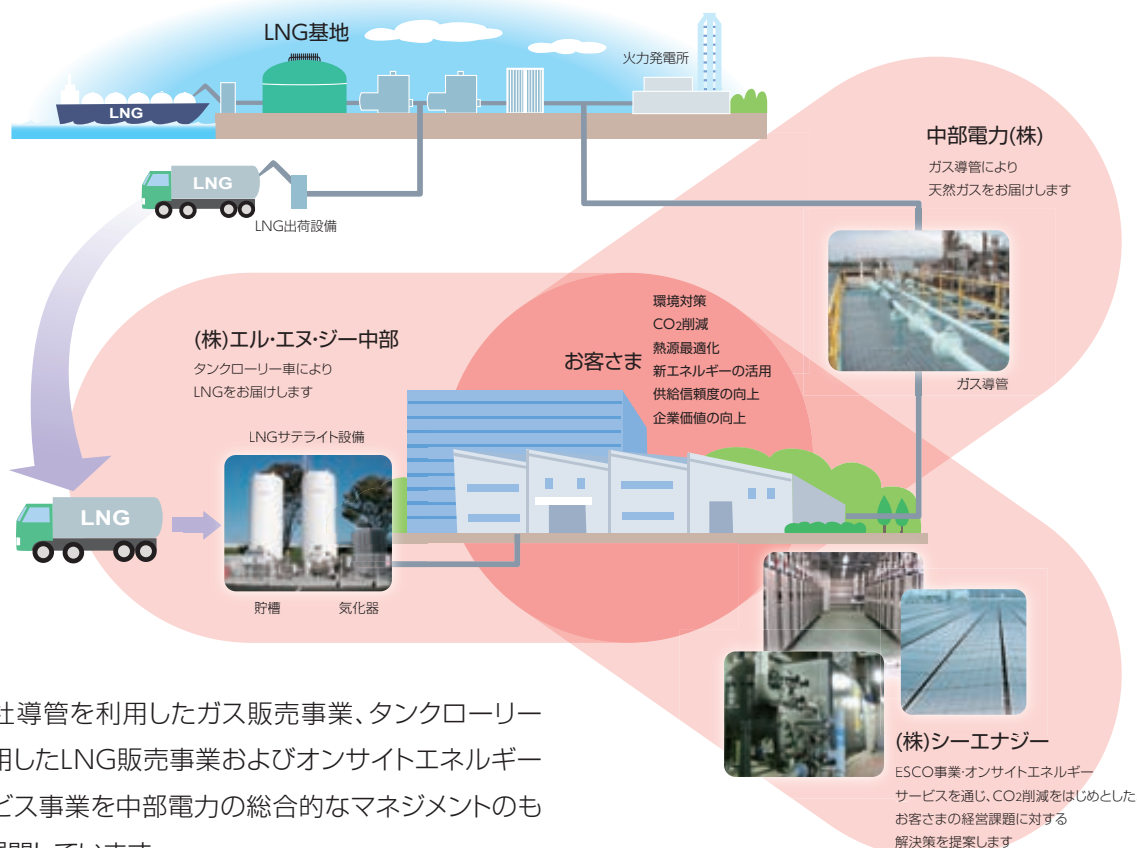 LNG基地
火力発電所
LNG
LNG
LNG出荷設備
中部電力(株)
ガス導管により
天然ガスをお届けします
ガス導管
(株)エル・エヌ・ジー中部
タンクローリー車により
LNGをお届けします
LNGサテライト設備
LNG
貯槽
気化器
お客さま
環境対策
CO2削減
熱源最適化
新エネルギーの活用
供給信頼度の向上
企業価値の向上
(株)シーエナジー
ESCO事業・オンサイトエネルギー
サービスを通じ、CO2削減をはじめとした
お客さまの経営課題に対する
解決策を提案します
社導管を利用したガス販売事業、タンクローリー
用したLNG販売事業およびオンサイトエネルギー
ビス事業を中部電力の総合的なマネジメントのも
開しています